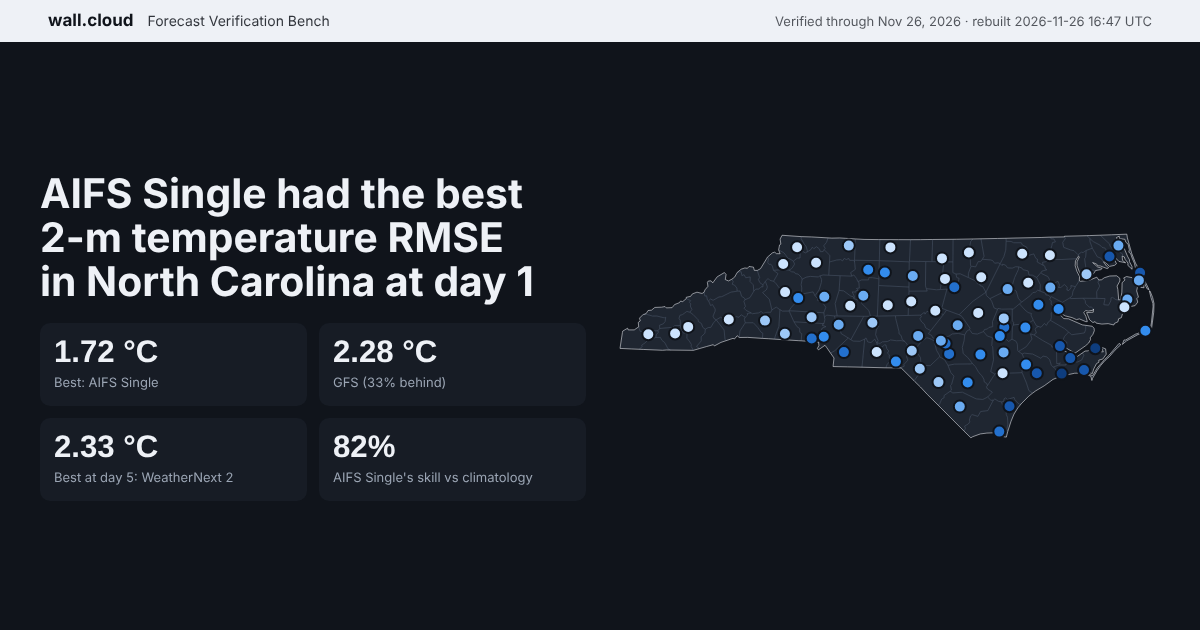 wall.cloud Forecast Verification Bench
Verified through Nov 26, 2026 · rebuilt 2026-11-26 16:47 UTC
AIFS Single had the best
2-m temperature RMSE
in North Carolina at day 1
1.72 °C
Best: AIFS Single
2.28 °C
GFS (33% behind)
2.33 °C
Best at day 5: WeatherNext 2
82%
AIFS Single's skill vs climatology